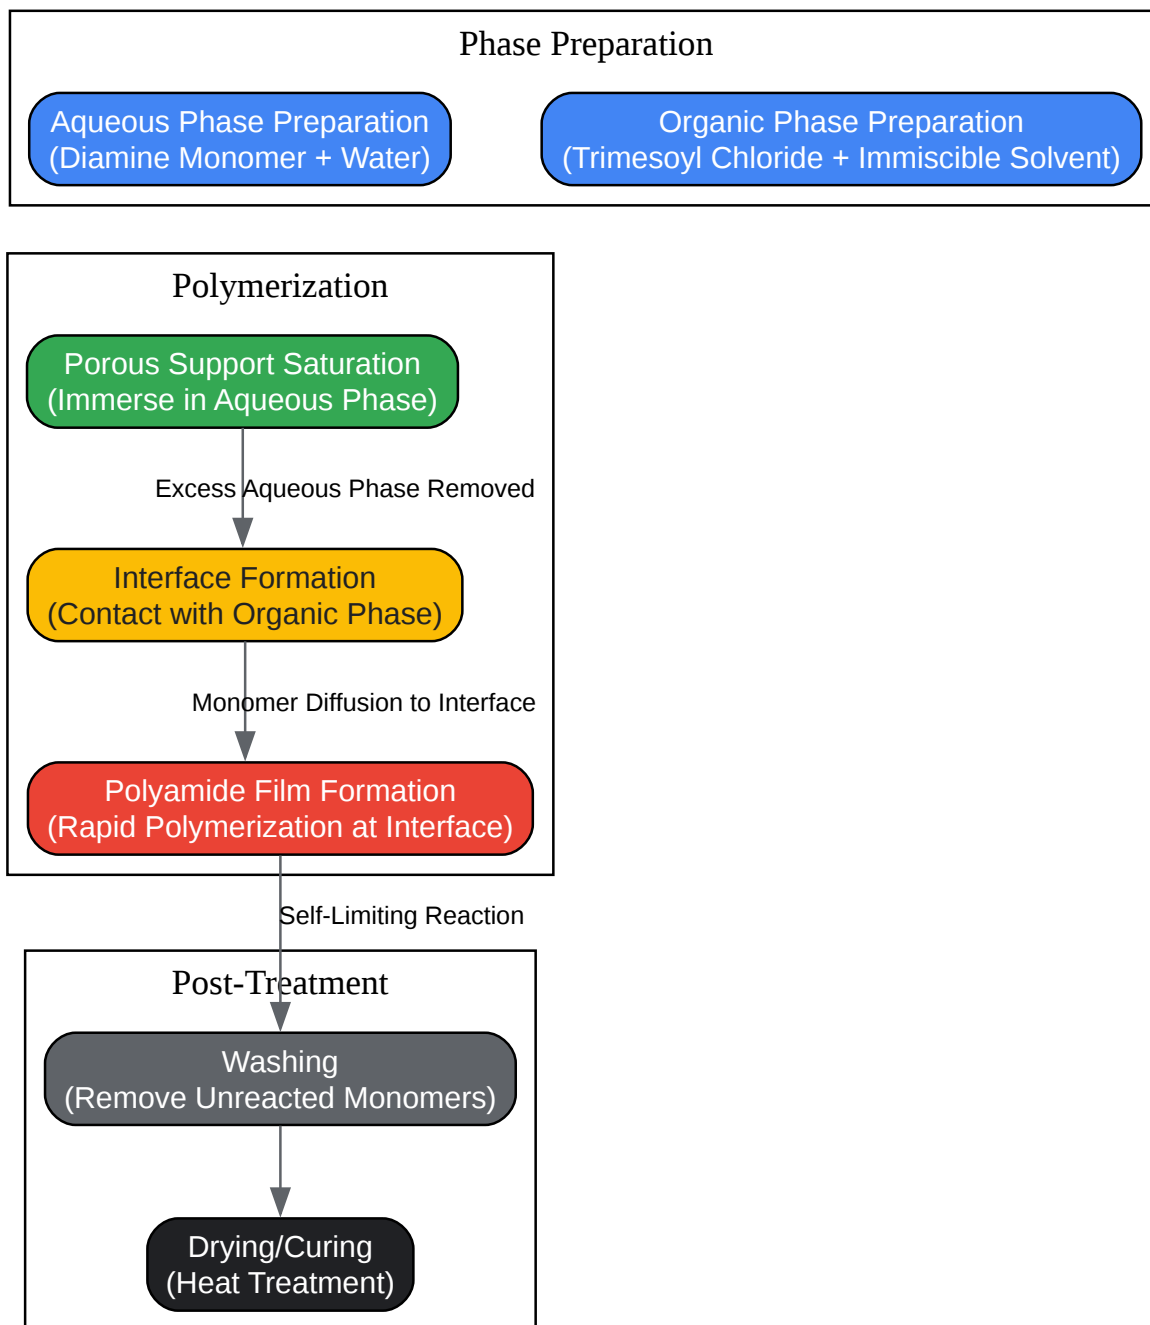 Phase Preparation
Aqueous Phase Preparation
(Diamine Monomer + Water)
Organic Phase Preparation
(Trimesoyl Chloride + Immiscible Solvent)
Polymerization
Porous Support Saturation
(Immerse in Aqueous Phase)
Excess Aqueous Phase Removed
Interface Formation
(Contact with Organic Phase)
Monomer Diffusion to Interface
Polyamide Film Formation
(Rapid Polymerization at Interface)
Self-Limiting Reaction
Post-Treatment
Washing
(Remove Unreacted Monomers)
Drying/Curing
(Heat Treatment)